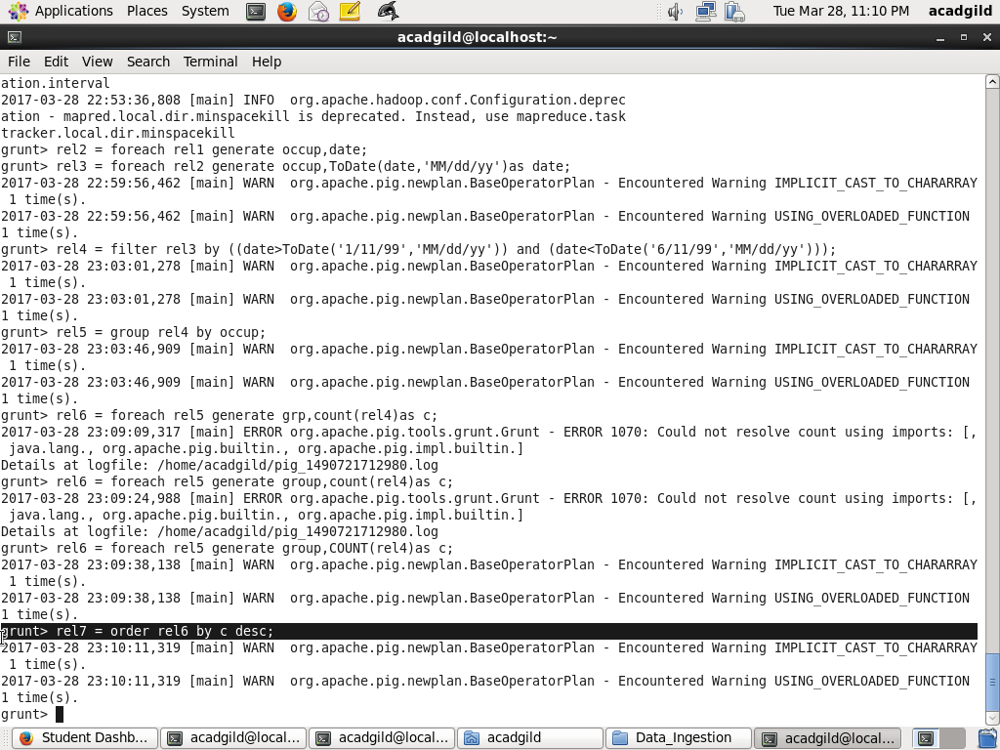 Applications Places System Tue Mar 28, 11:10 PM acadgild
acadgild@localhost:~
File Edit View Search Terminal Help
ation.interval
2017-03-28 22:53:36,808 [main] INFO  org.apache.hadoop.conf.Configuration.deprec
ation - mapred.local.dir.minspacekill is deprecated. Instead, use mapreduce.task
tracker.local.dir.minspacekill
grunt> rel2 = foreach rel1 generate occup,date;
grunt> rel3 = foreach rel2 generate occup,ToDate(date,'MM/dd/yy')as date;
2017-03-28 22:59:56,462 [main] WARN  org.apache.pig.newplan.BaseOperatorPlan - Encountered Warning IMPLICIT_CAST_TO_CHARARRAY
 1 time(s).
2017-03-28 22:59:56,462 [main] WARN  org.apache.pig.newplan.BaseOperatorPlan - Encountered Warning USING_OVERLOADED_FUNCTION
1 time(s).
grunt> rel4 = filter rel3 by ((date>ToDate('1/11/99','MM/dd/yy')) and (date<ToDate('6/11/99','MM/dd/yy')));
2017-03-28 23:03:01,278 [main] WARN  org.apache.pig.newplan.BaseOperatorPlan - Encountered Warning IMPLICIT_CAST_TO_CHARARRAY
 1 time(s).
2017-03-28 23:03:01,278 [main] WARN  org.apache.pig.newplan.BaseOperatorPlan - Encountered Warning USING_OVERLOADED_FUNCTION
1 time(s).
grunt> rel5 = group rel4 by occup;
2017-03-28 23:03:46,909 [main] WARN  org.apache.pig.newplan.BaseOperatorPlan - Encountered Warning IMPLICIT_CAST_TO_CHARARRAY
 1 time(s).
2017-03-28 23:03:46,909 [main] WARN  org.apache.pig.newplan.BaseOperatorPlan - Encountered Warning USING_OVERLOADED_FUNCTION
1 time(s).
grunt> rel6 = foreach rel5 generate grp,count(rel4)as c;
2017-03-28 23:09:09,317 [main] ERROR org.apache.pig.tools.grunt.Grunt - ERROR 1070: Could not resolve count using imports: [,
 java.lang., org.apache.pig.builtin., org.apache.pig.impl.builtin.]
Details at logfile: /home/acadgild/pig_1490721712980.log
grunt> rel6 = foreach rel5 generate group,count(rel4)as c;
2017-03-28 23:09:24,988 [main] ERROR org.apache.pig.tools.grunt.Grunt - ERROR 1070: Could not resolve count using imports: [,
 java.lang., org.apache.pig.builtin., org.apache.pig.impl.builtin.]
Details at logfile: /home/acadgild/pig_1490721712980.log
grunt> rel6 = foreach rel5 generate group,COUNT(rel4)as c;
2017-03-28 23:09:38,138 [main] WARN  org.apache.pig.newplan.BaseOperatorPlan - Encountered Warning IMPLICIT_CAST_TO_CHARARRAY
 1 time(s).
2017-03-28 23:09:38,138 [main] WARN  org.apache.pig.newplan.BaseOperatorPlan - Encountered Warning USING_OVERLOADED_FUNCTION
1 time(s).
grunt> rel7 = order rel6 by c desc;
2017-03-28 23:10:11,319 [main] WARN  org.apache.pig.newplan.BaseOperatorPlan - Encountered Warning IMPLICIT_CAST_TO_CHARARRAY
 1 time(s).
2017-03-28 23:10:11,319 [main] WARN  org.apache.pig.newplan.BaseOperatorPlan - Encountered Warning USING_OVERLOADED_FUNCTION
1 time(s).
grunt>
Student Dashb... acadgild@local... acadgild@local... acadgild Data_Ingestion acadgild@local...